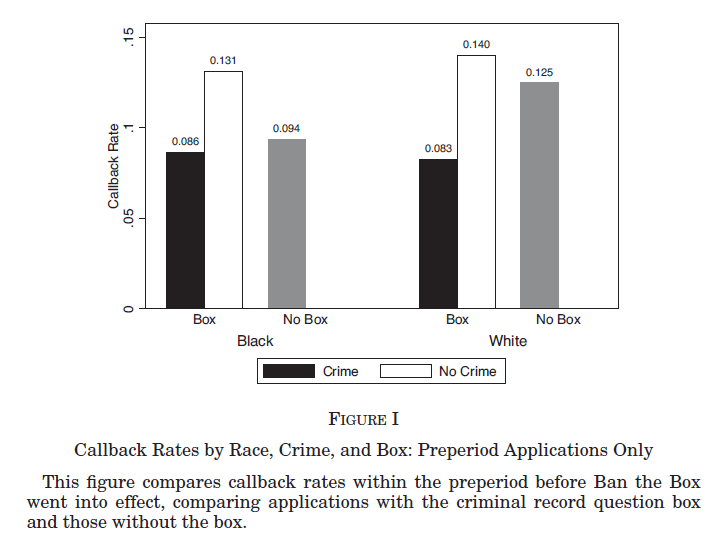 .15
0.140
0.131
0.125
0.094
.1
0.086
0.083
Callback Rate
.05
0
Box
No Box
Box
No Box
Black
White
Crime
No Crime
FIGURE I
Callback Rates by Race, Crime, and Box: Preperiod Applications Only
This figure compares callback rates within the preperiod before Ban the Box
went into effect, comparing applications with the criminal record question box
and those without the box.